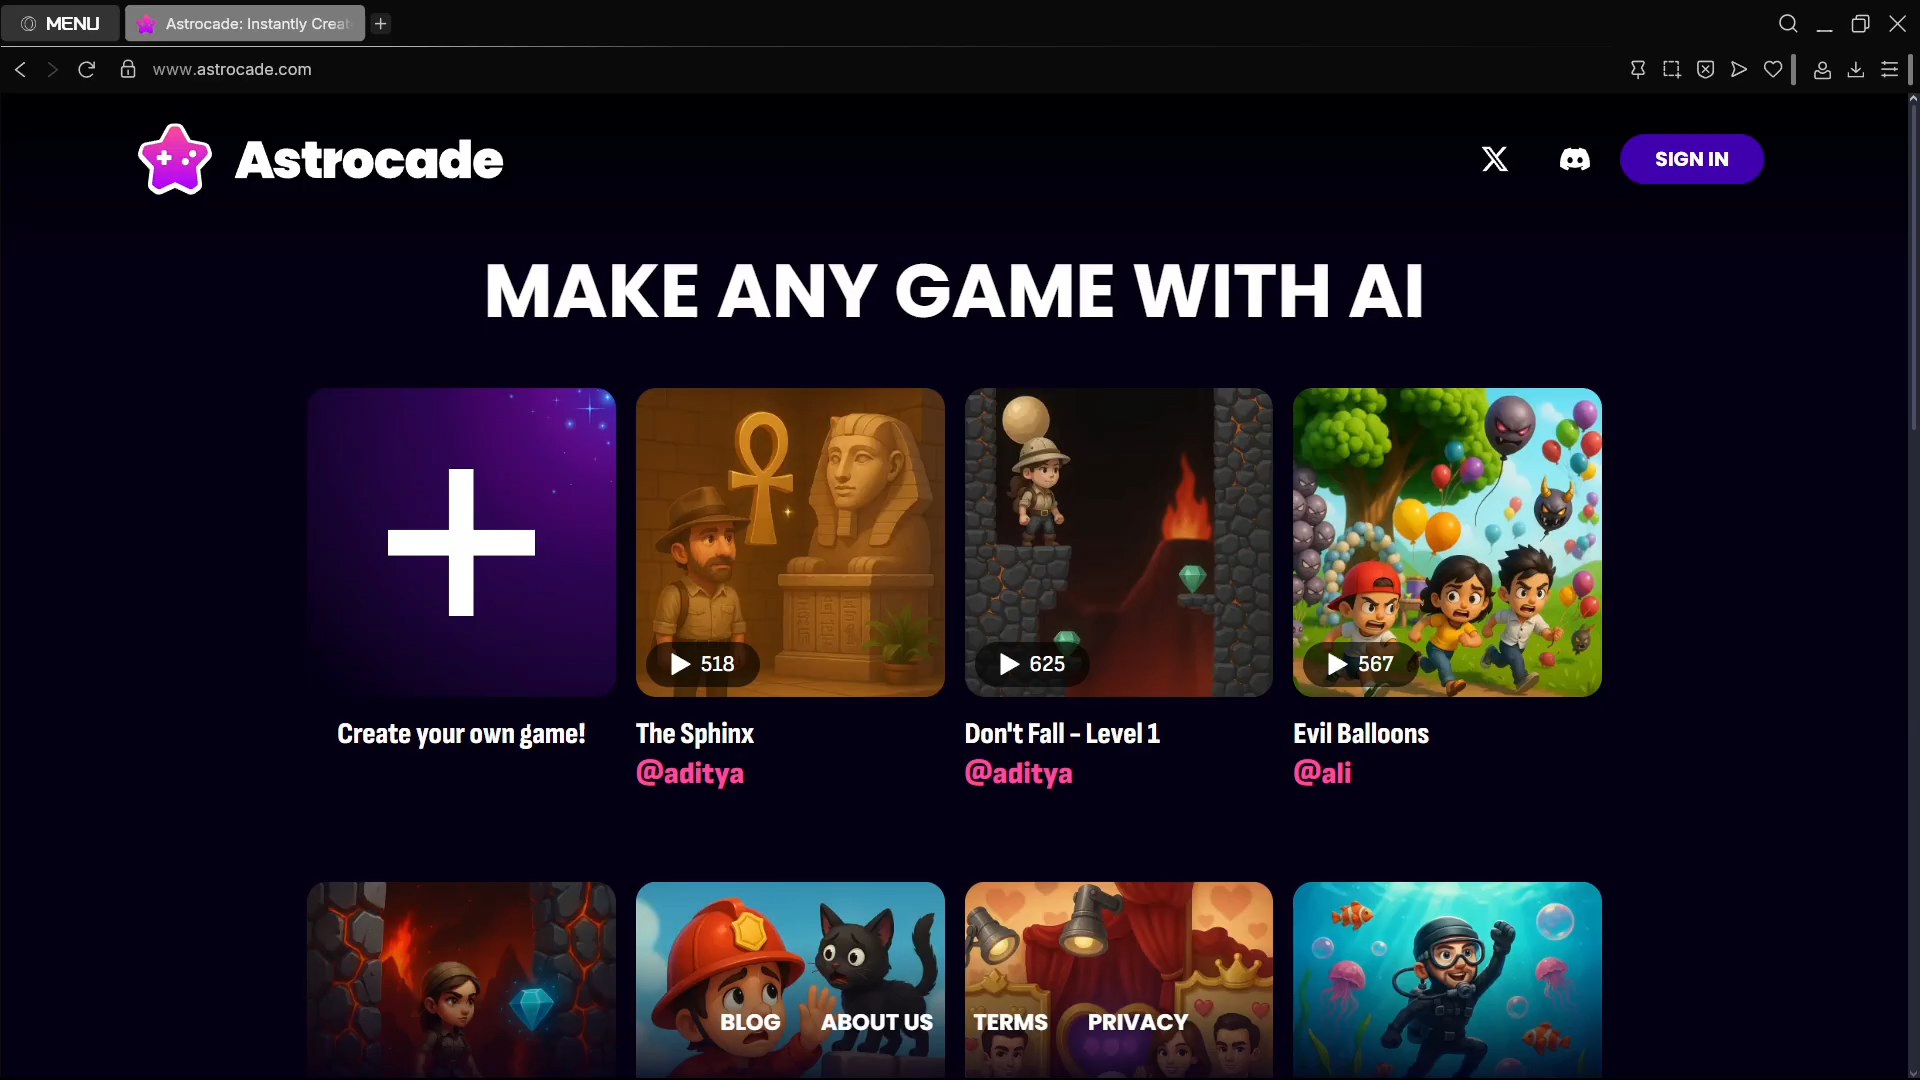 MENU
Astrocade: Instantly Creat
www.astrocade.com
Astrocade
SIGN IN
MAKE ANY GAME WITH AI
518
625
567
Create your own game!
The Sphinx
Don't Fall - Level 1
Evil Balloons
@aditya
@aditya
@ali
BLOG
ABOUT US
TERMS
PRIVACY